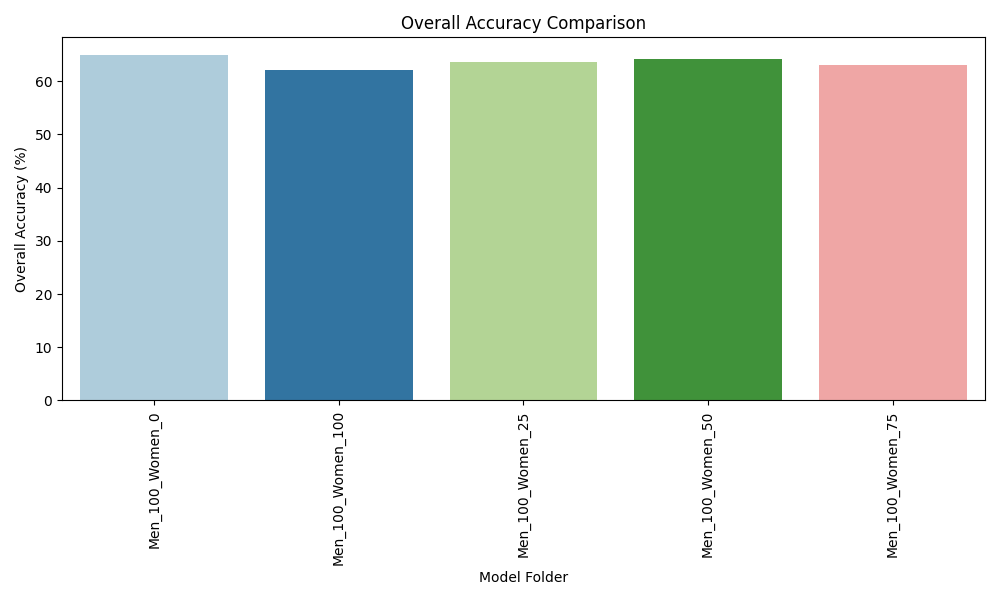 Overall Accuracy Comparison
Overall Accuracy (%)
60
50
40
30
20
10
0
Men_100_Women_0
Men_100_Women_100
Men_100_Women_25
Men_100_Women_50
Men_100_Women_75
Model Folder